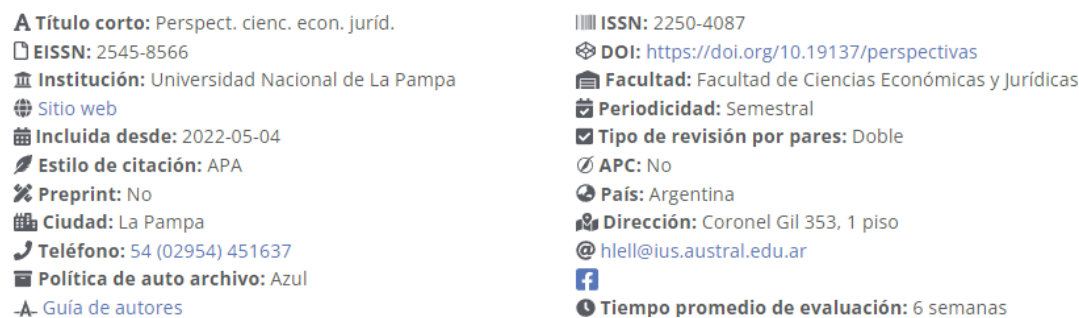 Título corto: Perspect. cienc. econ. juríd.
ISSN: 2250-4087
EISSN: 2545-8566
DOI: https://doi.org/10.19137/perspectivas
Institución: Universidad Nacional de La Pampa
Facultad: Facultad de Ciencias Económicas y Jurídicas
Sitio web
Periodicidad: Semestral
Incluida desde: 2022-05-04
Tipo de revisión por pares: Doble
Estilo de citación: APA
APC: No
Preprint: No
País: Argentina
Ciudad: La Pampa
Dirección: Coronel Gil 353, 1 piso
Teléfono: 54 (02954) 451637
hlell@ius.austral.edu.ar
Política de auto archivo: Azul
Guía de autores
Tiempo promedio de evaluación: 6 semanas